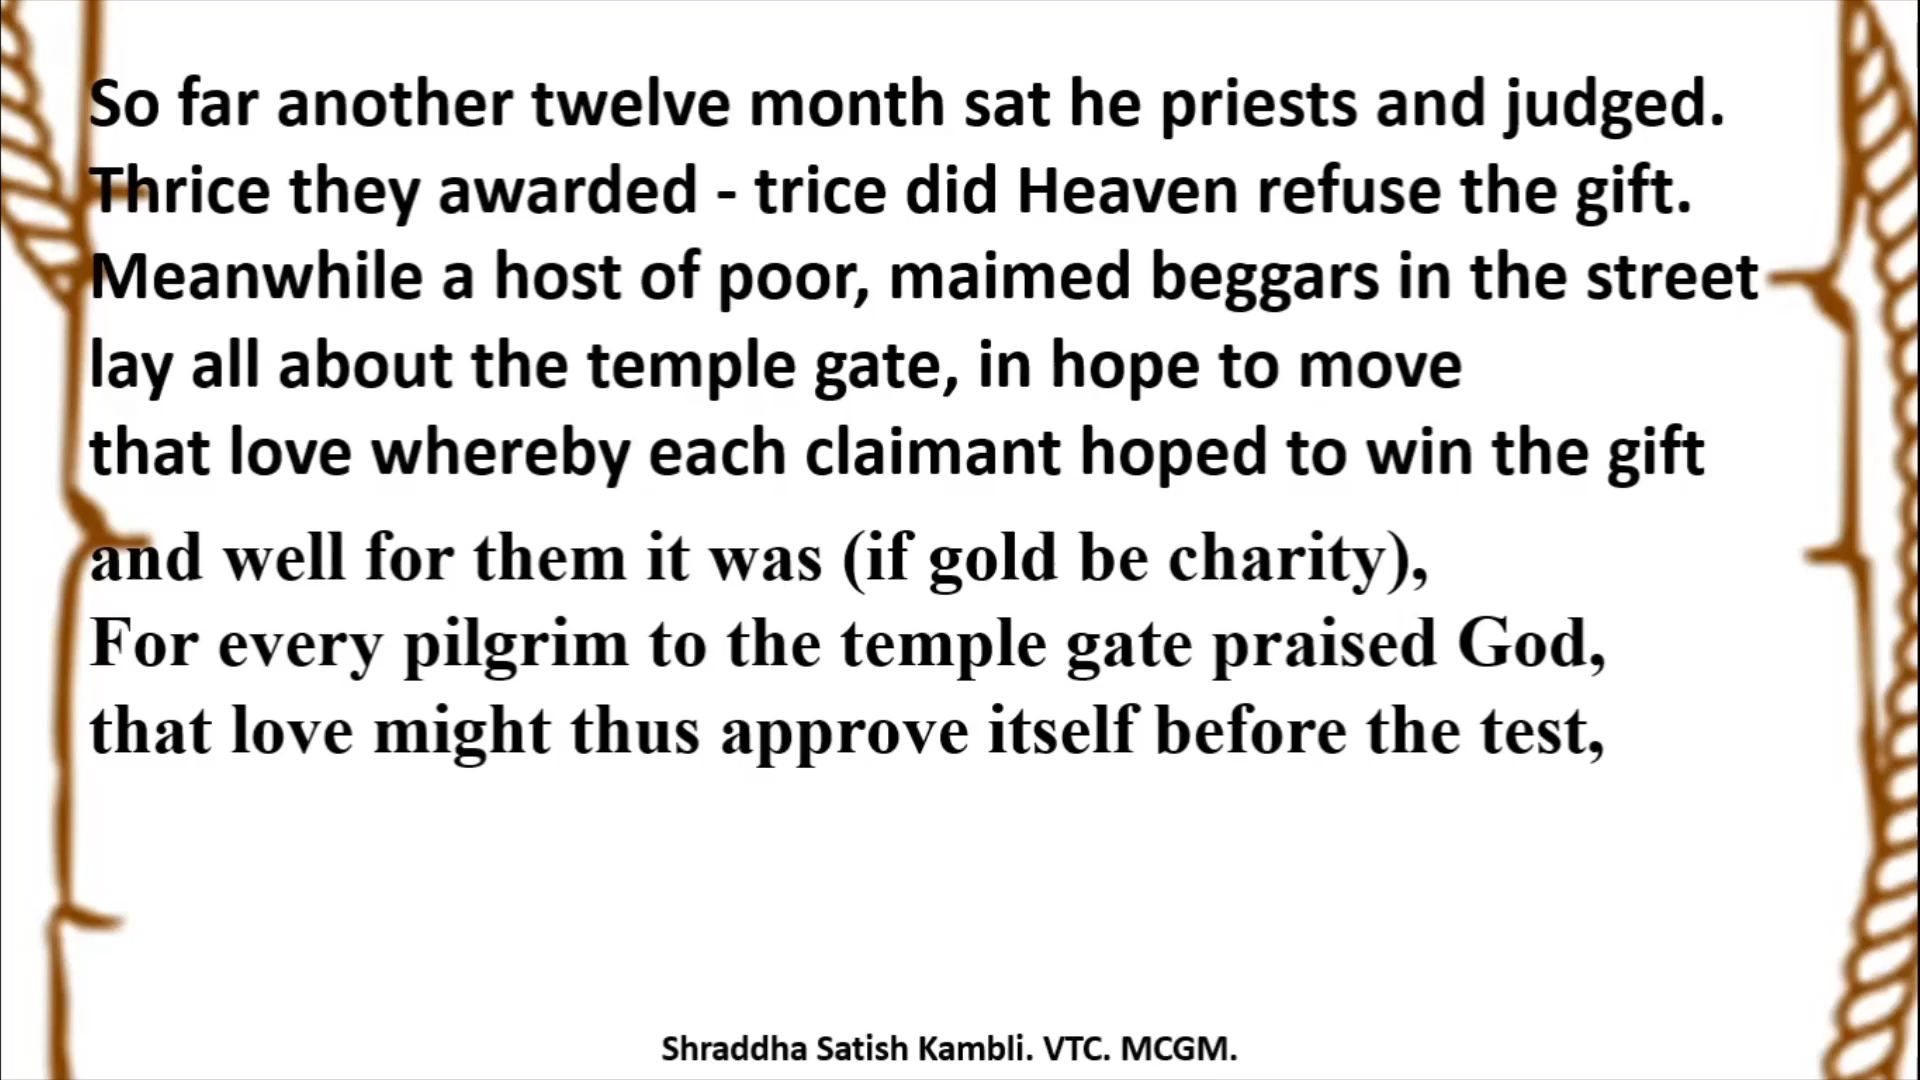 So far another twelve month sat he priests and judged.
Thrice they awarded - trice did Heaven refuse the gift.
Meanwhile a host of poor, maimed beggars in the street
lay all about the temple gate, in hope to move
that love whereby each claimant hoped to win the gift
and well for them it was (if gold be charity),
For every pilgrim to the temple gate praised God,
that love might thus approve itself before the test,
Shraddha Satish Kambli. VTC. MCGM.